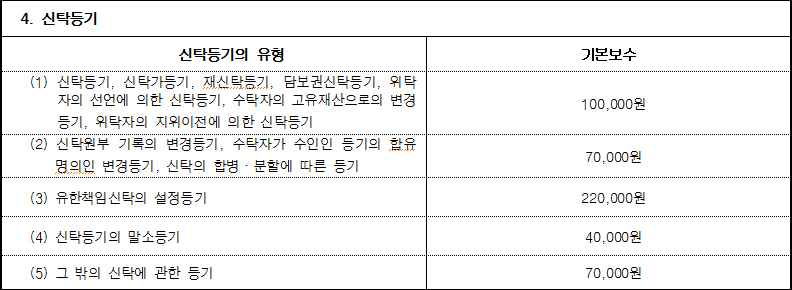 4. 신탁등기
신탁등기의 유형
기본보수
(1) 신탁등기, 신탁가등기, 재신탁등기, 담보권신탁등기, 위탁
자의 선언에 의한 신탁등기, 수탁자의 고유재산으로의 변경
등기, 위탁자의 지위이전에 의한 신탁등기
100,000원
(2) 신탁원부 기록의 변경등기, 수탁자가 수인인 등기의 합유
명의인 변경등기, 신탁의 합병·분할에 따른 등기
70,000원
(3) 유한책임신탁의 설정등기
220,000원
(4) 신탁등기의 말소등기
40,000원
(5) 그 밖의 신탁에 관한 등기
70,000원